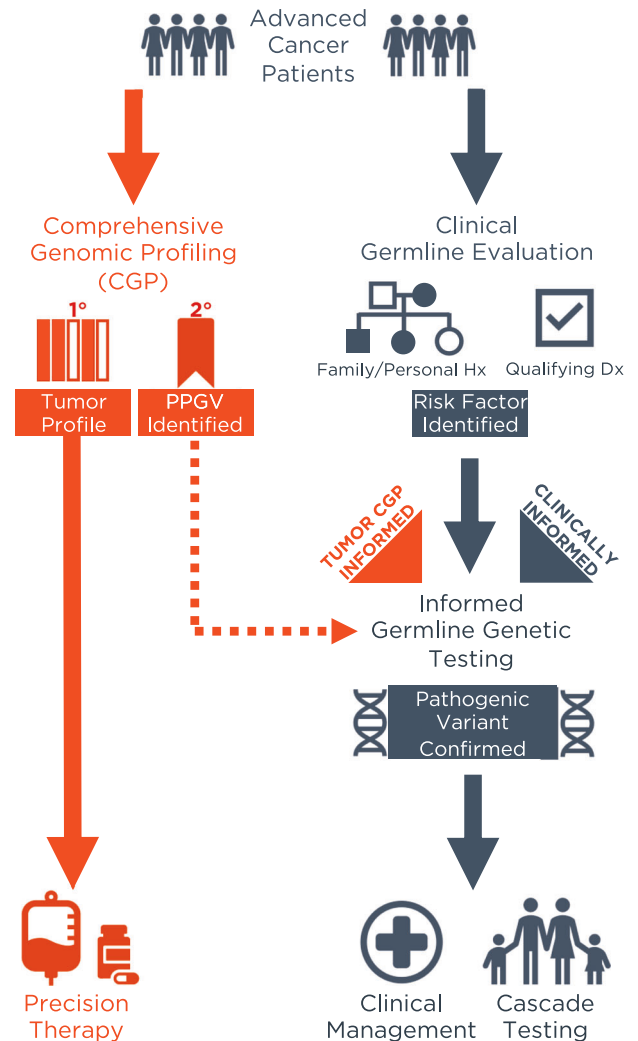 Advanced
Cancer
Patients
Comprehensive
Genomic Profiling
(CGP)
1°
2°
Tumor
Profile
PPGV
Identified
Clinical
Germline Evaluation
Family/Personal Hx
Qualifying Dx
Risk Factor
Identified
TUMOR CGP
INFORMED
CLINICALLY
INFORMED
Informed
Germline Genetic
Testing
Pathogenic
Variant
Confirmed
Precision
Therapy
Clinical
Management
Cascade
Testing